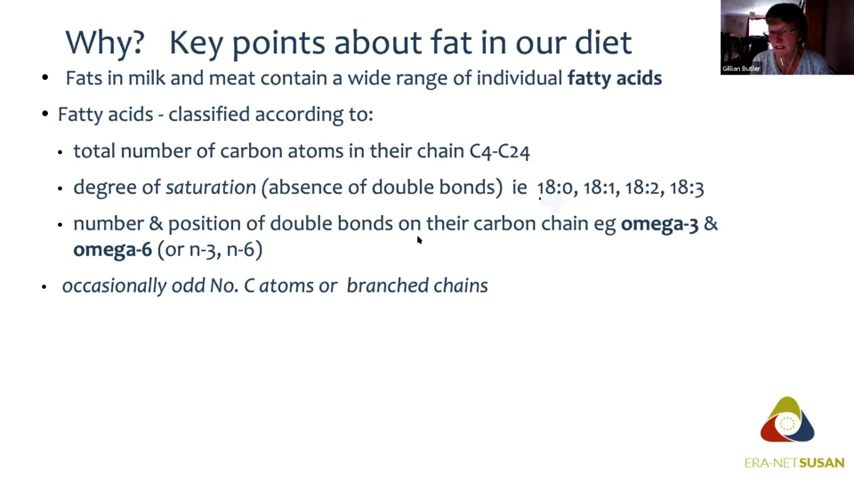 Why? Key points about fat in our diet
Gillian Butler
• Fats in milk and meat contain a wide range of individual fatty acids
• Fatty acids - classified according to:
• total number of carbon atoms in their chain C4-C24
• degree of saturation (absence of double bonds) ie 18:0, 18:1, 18:2, 18:3
• number & position of double bonds on their carbon chain eg omega-3 &
omega-6 (or n-3, n-6)
• occasionally odd No. C atoms or branched chains
ERA-NET SUSAN